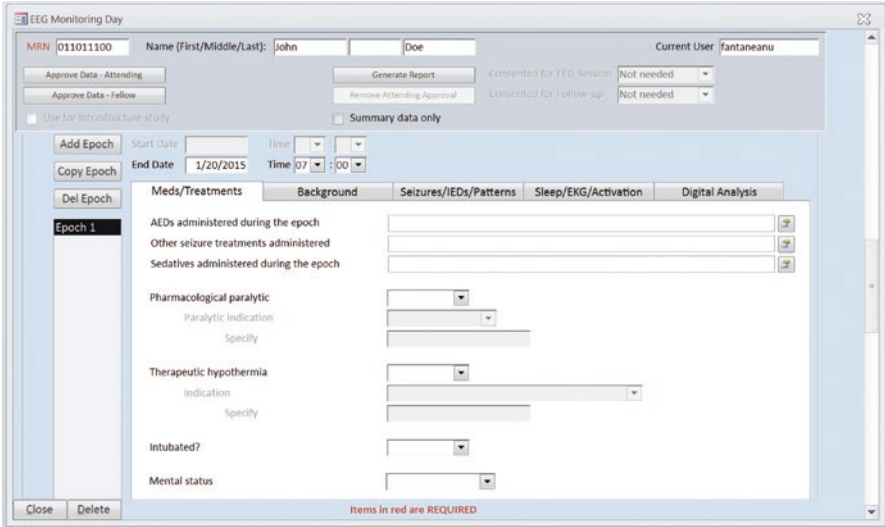 EEG Monitoring Day
MRN 011011100 Name (First/Middle/Last): John Doe Current User fantaneanu
Approve Data - Attending Generate Report Consented for EEG Session Not needed
Approve Data - Fellow Remove Attending Approval Consented for Follow-up Not needed
Use for Infrastructure study Summary data only
Add Epoch Start Date Time :
Copy Epoch End Date 1/20/2015 Time 07 : 00
Del Epoch Meds/Treatments Background Seizures/IEDs/Patterns Sleep/EKG/Activation Digital Analysis
Epoch 1 AEDs administered during the epoch
Other seizure treatments administered
Sedatives administered during the epoch
Pharmacological paralytic
Paralytic indication
Specify
Therapeutic hypothermia
Indication
Specify
Intubated?
Mental status
Close Delete Items in red are REQUIRED